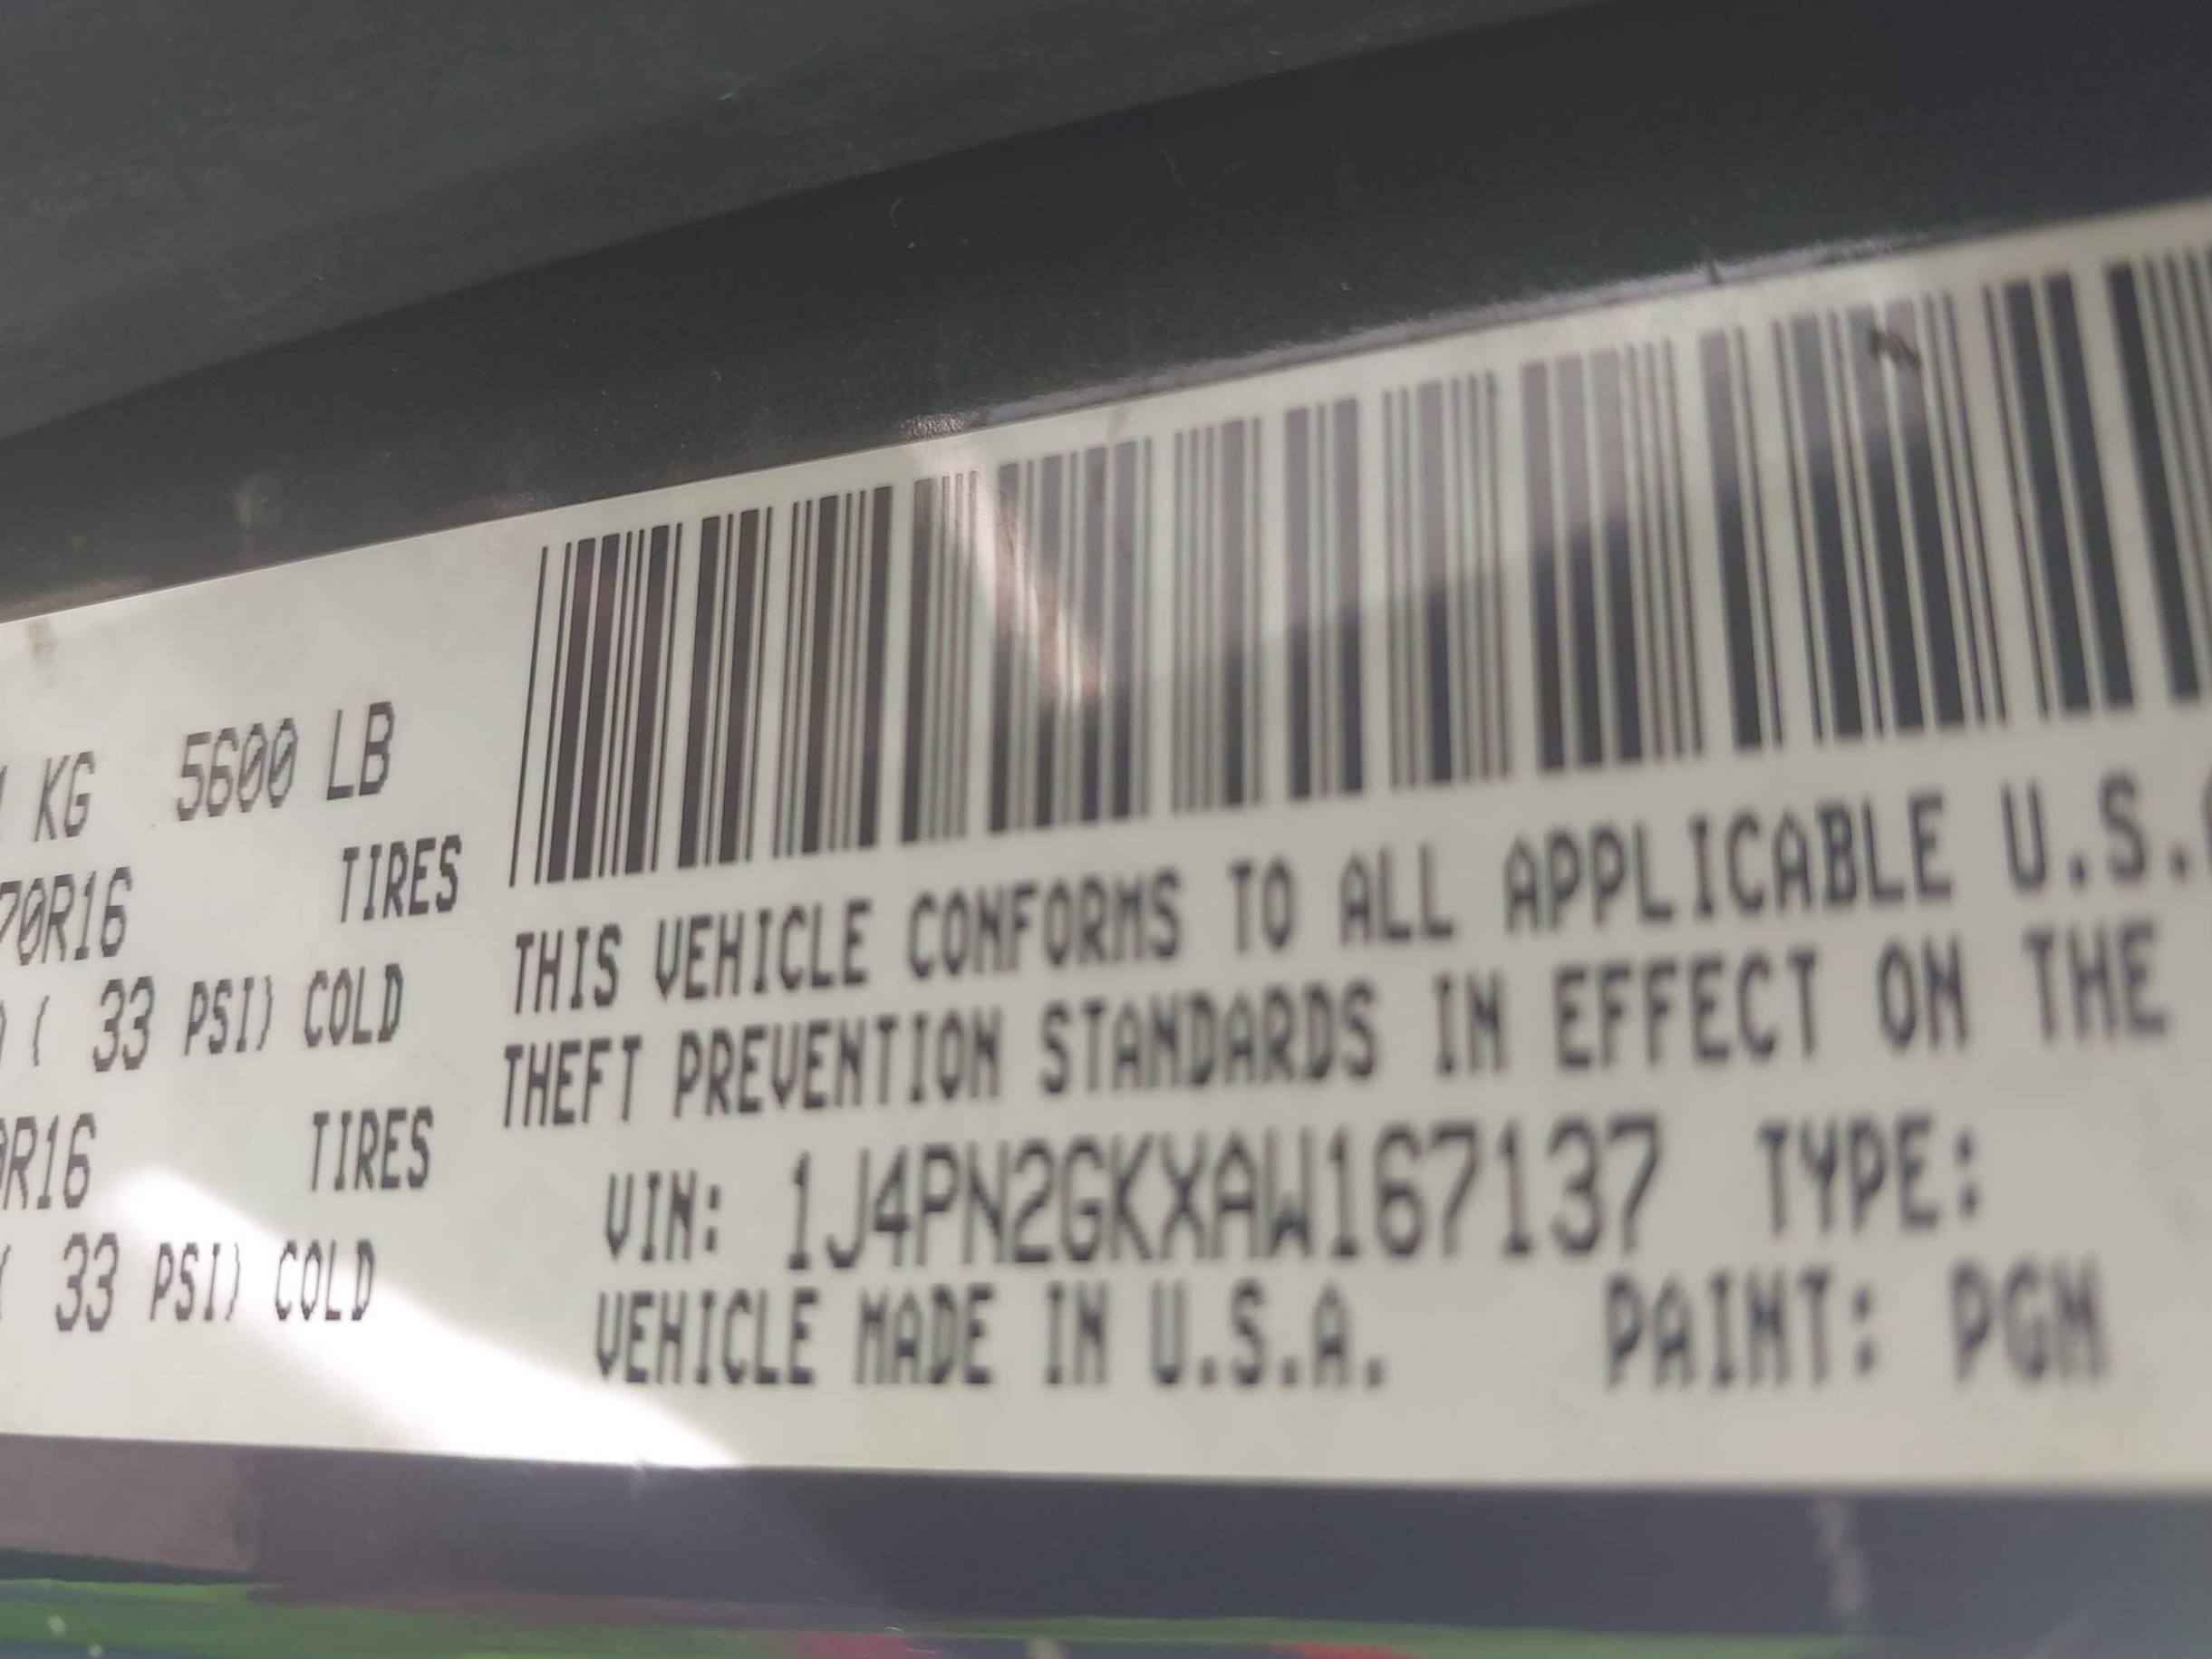 KG 5600 LB
70R16 TIRES
( 33 PSI) COLD
R16 TIRES
33 PSI) COLD
THIS VEHICLE CONFORMS TO ALL APPLICABLE U.S.
THEFT PREVENTION STANDARDS IN EFFECT ON THE
VIN: 1J4PN2GKXAW167137 TYPE:
VEHICLE MADE IN U.S.A. PAINT: PGM